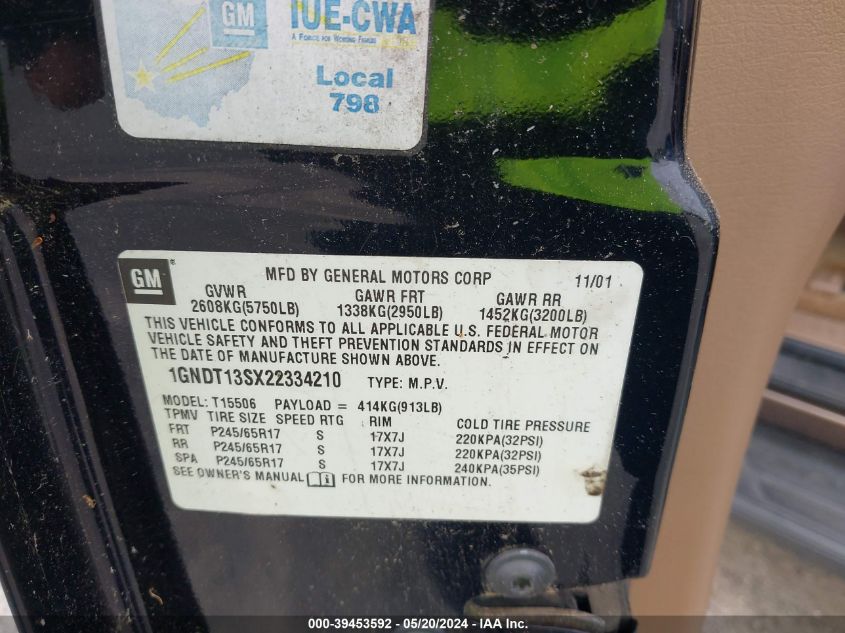 GM
IUE-CWA
A FORCE FOR WORKING FAMILIES
Local
798
GM ®
MFD BY GENERAL MOTORS CORP 11/01
GVWR GAWR FRT GAWR RR
2608KG(5750LB) 1338KG(2950LB) 1452KG(3200LB)
THIS VEHICLE CONFORMS TO ALL APPLICABLE U.S. FEDERAL MOTOR
VEHICLE SAFETY AND THEFT PREVENTION STANDARDS IN EFFECT ON
THE DATE OF MANUFACTURE SHOWN ABOVE.
1GNDT13SX22334210 TYPE: M.P.V.
MODEL: T15506 PAYLOAD = 414KG(913LB)
TPMV TIRE SIZE SPEED RTG RIM COLD TIRE PRESSURE
FRT P245/65R17 S 17X7J 220KPA(32PSI)
RR P245/65R17 S 17X7J 220KPA(32PSI)
SPA P245/65R17 S 17X7J 240KPA(35PSI)
SEE OWNER'S MANUAL FOR MORE INFORMATION.
000-39453592 - 05/20/2024 - IAA, Inc.